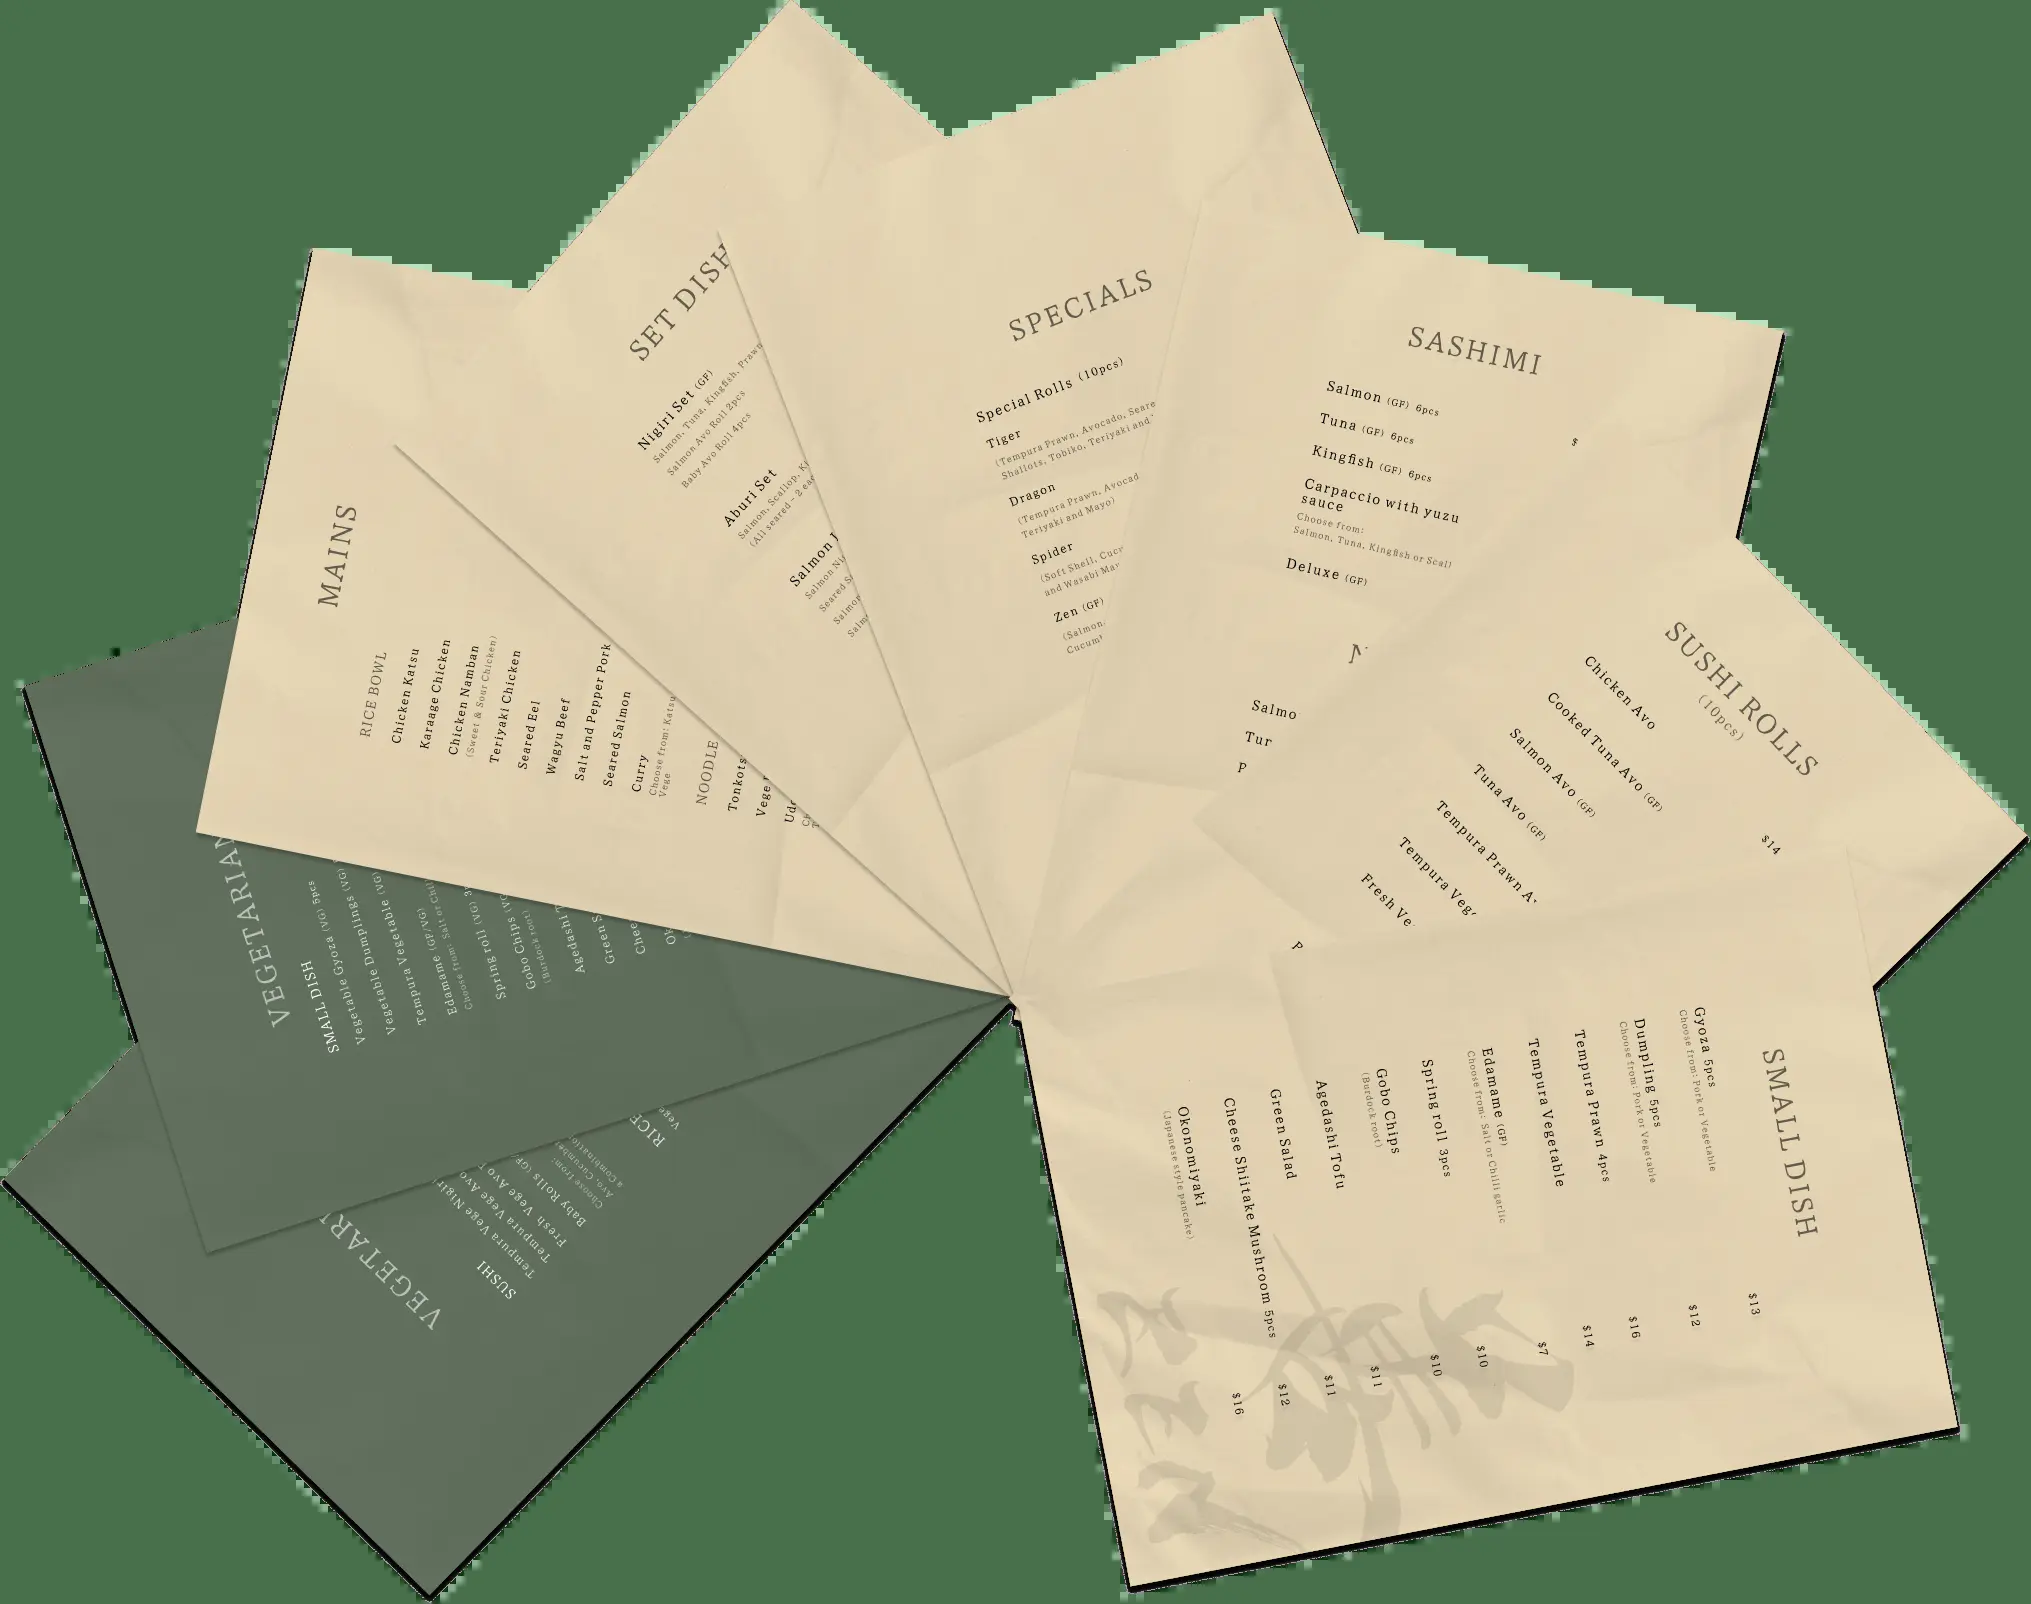 VEGETARI
SUSHI
Tempura Vege Nigiri
Tempura Vege Avo
Fresh Vege Avo
Baby Rolls (GF
Choose from:
Avo, Cucumbe
a combinatio
RICE
Vege
VEGETARIAN
SMALL DISH
Vegetable Gyoza (VG) 5pcs
Vegetable Dumplings (VG)
Tempura Vegetable (VG)
Edamame (GF/VG)
Choose from: Salt or Chil
Spring roll (VG) 3
Gobo Chips (VG
(Burdock root)
Agedashi T
Green S
Chee
Ok
MAINS
RICE BOWL
Chicken Katsu
Karaage Chicken
Chicken Namban
(Sweet & Sour Chicken)
Teriyaki Chicken
Seared Eel
Wagyu Beef
Salt and Pepper Pork
Seared Salmon
Curry
Choose from: Katsu
Vege
NOODLE
Tonkots
Vege
Udo
SET DISH
Nigiri Set (GF)
Salmon, Tuna, Kingfish, Prawn
Salmon Avo Roll 2pcs
Baby Avo Roll 4pcs
Aburi Set
Salmon, Scallop, Ki
(All seared - 2 eac
Salmon
Salmon Ni
Seared S
Salmon
Salm
SPECIALS
Special Rolls (10pcs)
Tiger
(Tempura Prawn, Avocado, Seare
Shallots, Tobiko, Teriyaki and
Dragon
(Tempura Prawn, Avocad
Teriyaki and Mayo)
Spider
(Soft Shell, Cucu
and Wasabi May
Zen (GF)
(Salmon,
Cucum
SASHIMI
Salmon (GF) 6pcs
$
Tuna (GF) 6pcs
Kingfish (GF) 6pcs
Carpaccio with yuzu
sauce
Choose from:
Salmon, Tuna, Kingfish or Scall
Deluxe (GF)
N
Salmo
Tur
P
SUSHI ROLLS
(10pcs)
Chicken Avo
$14
Cooked Tuna Avo (GF)
Salmon Avo (GF)
Tuna Avo (GF)
Tempura Prawn A
Tempura Veg
Fresh Ve
P
SMALL DISH
Gyoza 5pcs $13
Choose from: Pork or Vegetable
Dumpling 5pcs $12
Choose from: Pork or Vegetable
Tempura Prawn 4pcs $16
Tempura Vegetable $14
Edamame (GF) $7
Choose from: Salt or Chilli garlic
Spring roll 3pcs $10
Gobo Chips $10
(Burdock root)
Agedashi Tofu $11
Green Salad $11
Cheese Shiitake Mushroom 5pcs $12
Okonomiyaki $16
(Japanese style pancake)